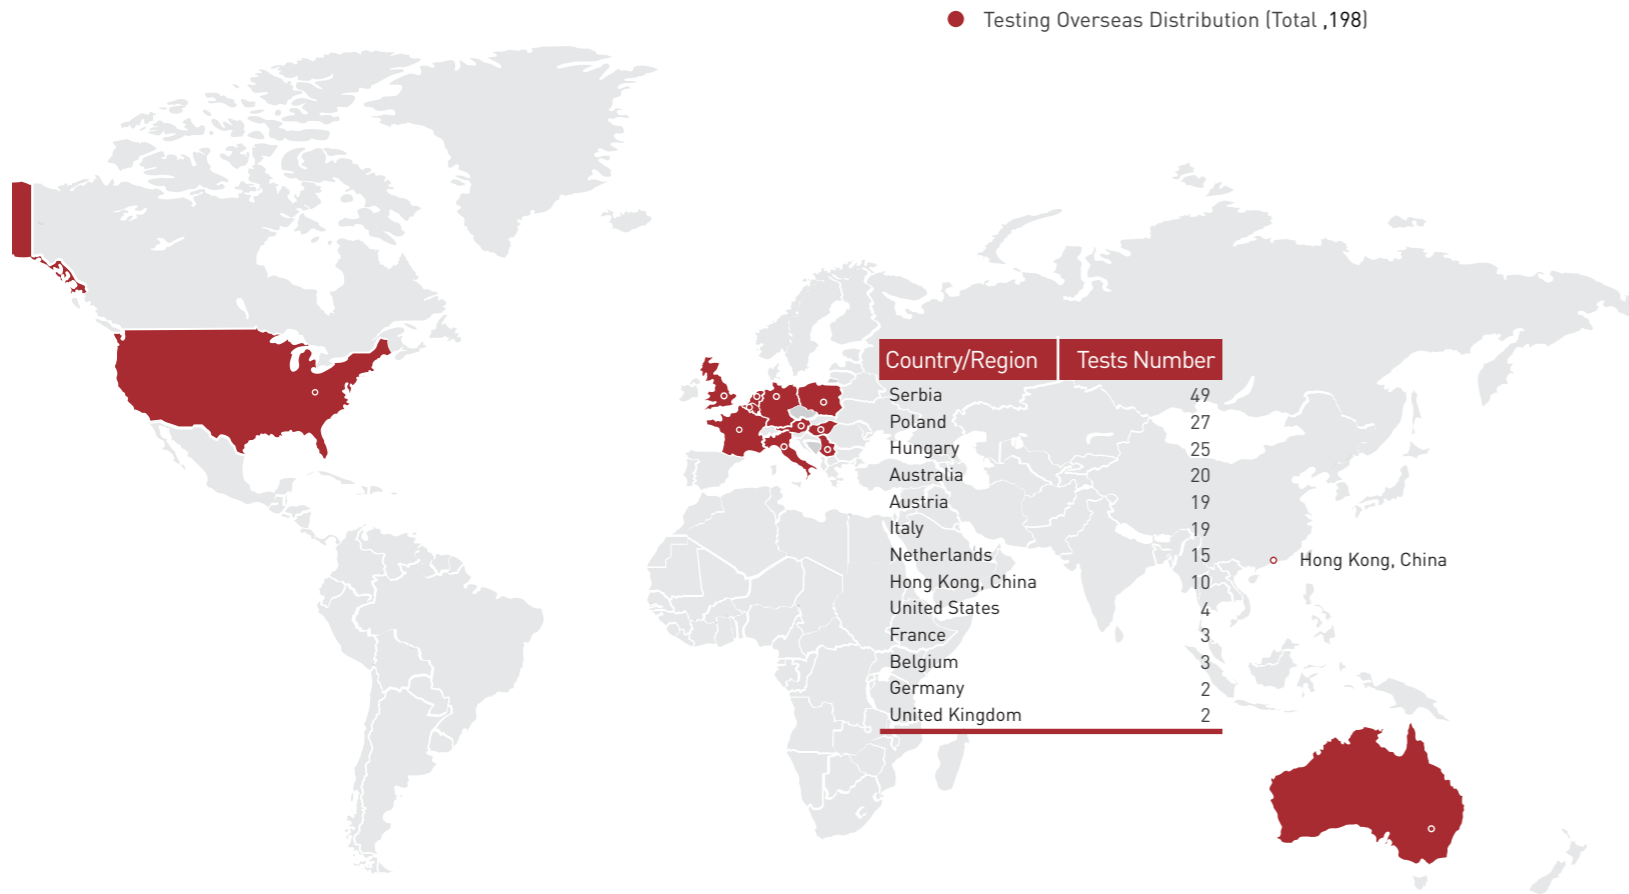 Testing Overseas Distribution (Total ,198)
Country/Region Tests Number
Serbia 49
Poland 27
Hungary 25
Australia 20
Austria 19
Italy 19
Netherlands 15
Hong Kong, China 10
Hong Kong, China
United States 4
France 3
Belgium 3
Germany 2
United Kingdom 2